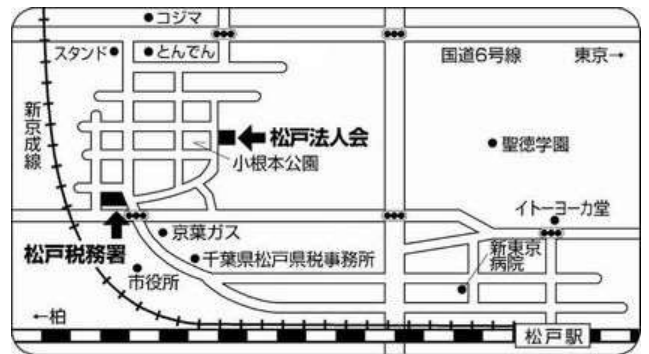 コジマ
スタンド
とんでん
国道6号線
東京→
新京成線
松戸法人会
小根本公園
聖徳学園
イトーヨーカ堂
松戸税務署
京葉ガス
千葉県松戸県税事務所
新東京
病院
市役所
←柏
松戸駅